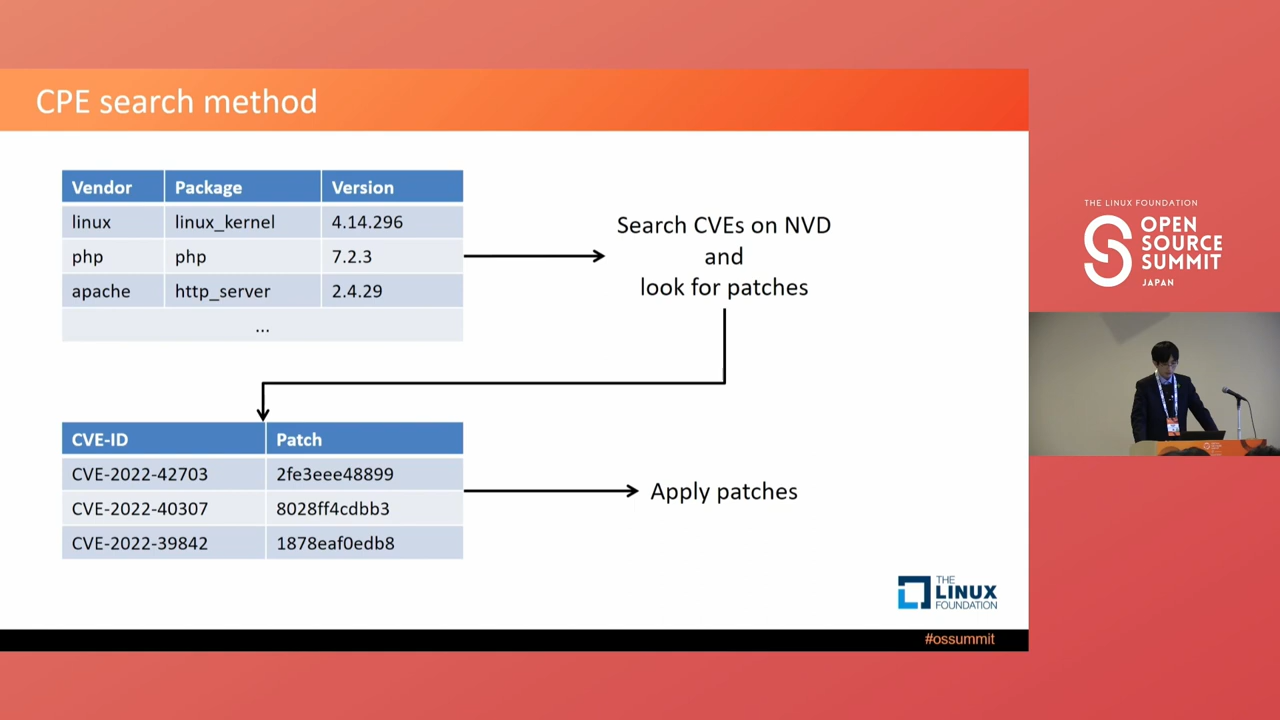 CPE search method
Vendor Package Version
linux linux_kernel 4.14.296
php php 7.2.3
apache http_server 2.4.29
...
Search CVEs on NVD
and
look for patches
CVE-ID Patch
CVE-2022-42703 2fe3eee48899
CVE-2022-40307 8028ff4cdbb3
CVE-2022-39842 1878eaf0edb8
Apply patches
THE
LINUX
FOUNDATION
#ossummit
THE LINUX FOUNDATION
OPEN
SOURCE
SUMMIT
JAPAN